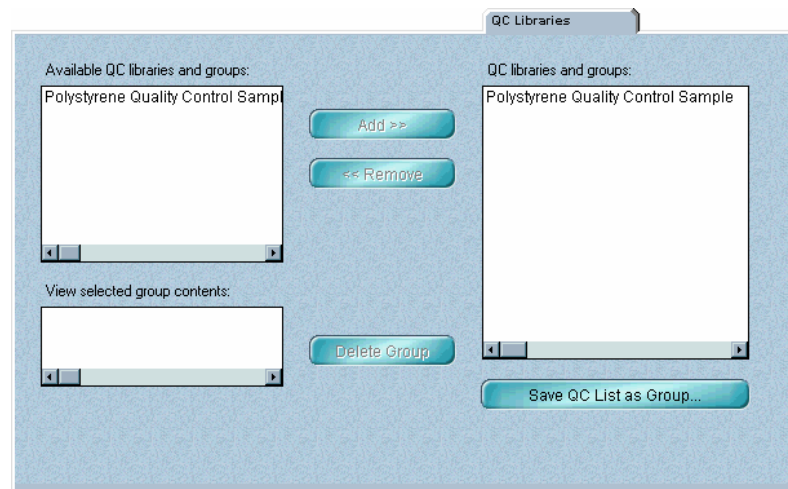 QC Libraries
Available QC libraries and groups:
Polystyrene Quality Control Sampl
Add >>
<< Remove
View selected group contents:
Delete Group
QC libraries and groups:
Polystyrene Quality Control Sample
Save QC List as Group...